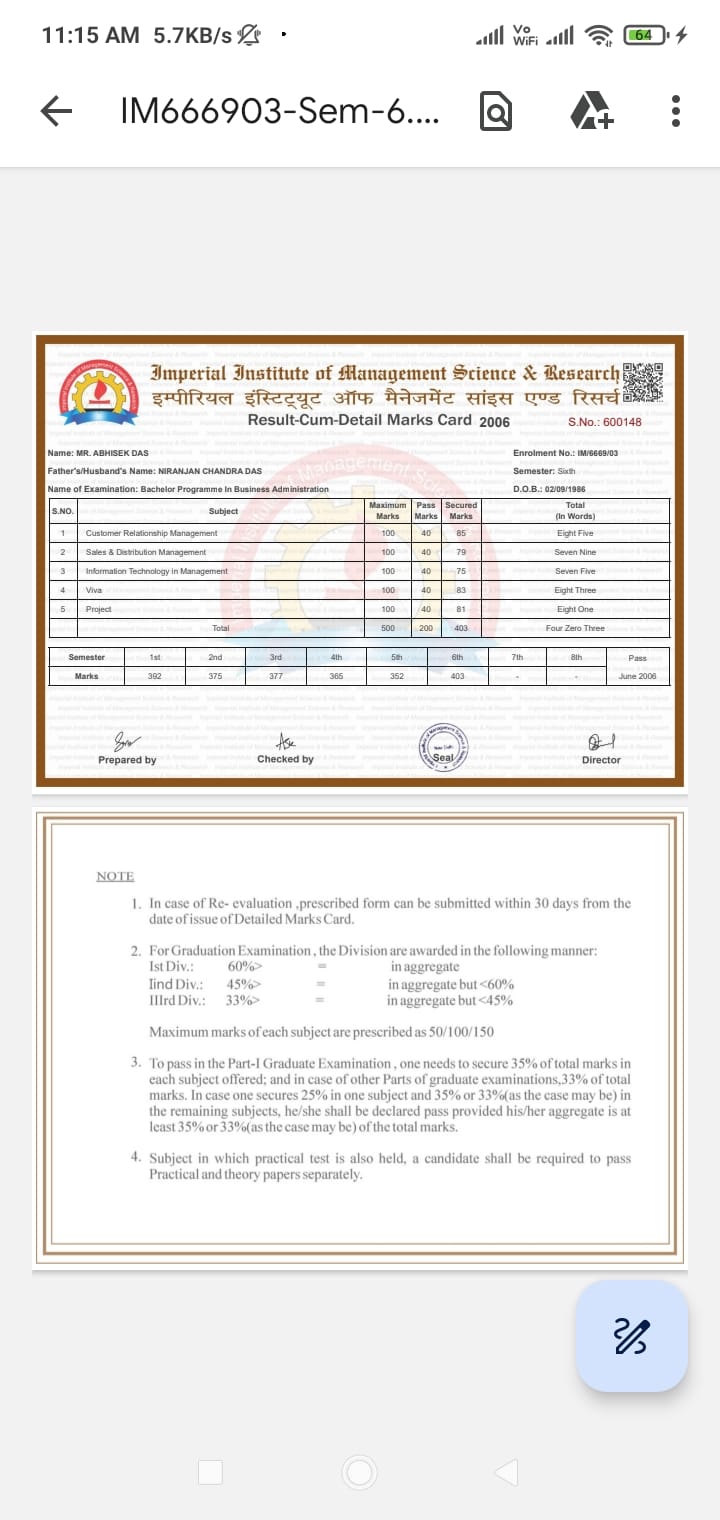 11:15 AM 5.7KB/s
Vo
WiFi
64
IM666903-Sem-6....
Imperial Institute of Management Science & Research
इम्पीरियल इंस्टिट्यूट ऑफ मैनेजमेंट साइंस एण्ड रिसर्च
Result-Cum-Detail Marks Card 2006
S.No.: 600148
Name: MR. ABHISEK DAS Enrolment No.: IM/6669/03
Father's/Husband's Name: NIRANJAN CHANDRA DAS Semester: Sixth
Name of Examination: Bachelor Programme In Business Administration D.O.B.: 02/09/1986
S.NO. Subject Maximum Marks Pass Marks Secured Marks Total (In Words)
1 Customer Relationship Management 100 40 85 Eight Five
2 Sales & Distribution Management 100 40 79 Seven Nine
3 Information Technology in Management 100 40 75 Seven Five
4 Viva 100 40 83 Eight Three
5 Project 100 40 81 Eight One
Total 500 200 403 Four Zero Three
Semester 1st 2nd 3rd 4th 5th 6th 7th 8th Pass
Marks 392 375 377 365 352 403 - - June 2006
Prepared by Checked by Seal Director
NOTE
1. In case of Re- evaluation ,prescribed form can be submitted within 30 days from the
date of issue of Detailed Marks Card.
2. For Graduation Examination , the Division are awarded in the following manner:
Ist Div.: 60%> = in aggregate
Iind Div.: 45%> = in aggregate but <60%
IIIrd Div.: 33%> = in aggregate but <45%
Maximum marks of each subject are prescribed as 50/100/150
3. To pass in the Part-I Graduate Examination , one needs to secure 35% of total marks in
each subject offered; and in case of other Parts of graduate examinations,33% of total
marks. In case one secures 25% in one subject and 35% or 33%(as the case may be) in
the remaining subjects, he/she shall be declared pass provided his/her aggregate is at
least 35% or 33%(as the case may be) of the total marks.
4. Subject in which practical test is also held, a candidate shall be required to pass
Practical and theory papers separately.